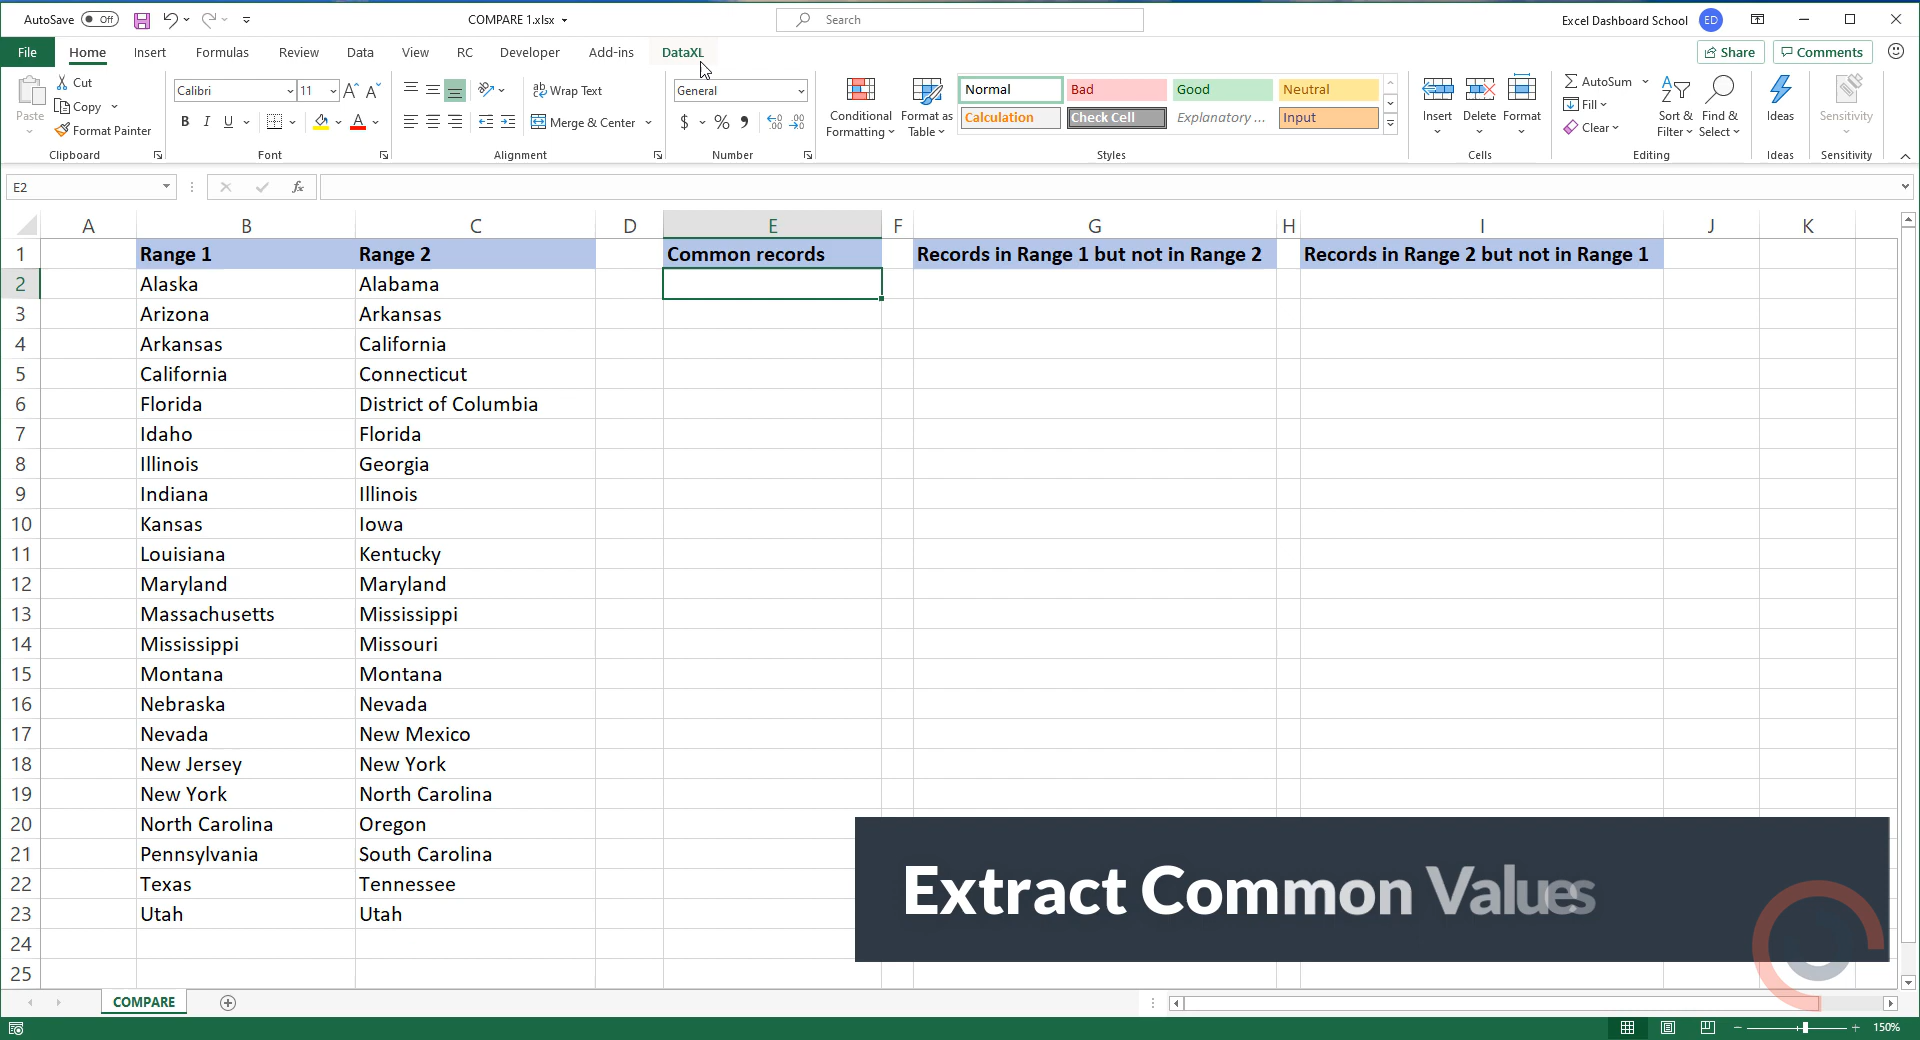 AutoSave Off COMPARE 1.xlsx Search Excel Dashboard School ED
File Home Insert Formulas Review Data View RC Developer Add-ins DataXL Share Comments
Paste
Cut
Copy
Format Painter
Clipboard
Calibri 11
B I U A
Font
ab Wrap Text
Merge & Center
Alignment
General
$ % 9
Number
Conditional Formatting
Format as Table
Normal Bad Good Neutral
Calculation Check Cell Explanatory ... Input
Styles
Insert Delete Format
Cells
AutoSum
Fill
Clear
Sort & Filter
Find & Select
Editing
Ideas
Ideas
Sensitivity
Sensitivity
E2 fx
A B C D E F G H I J K
1 Range 1 Range 2 Common records Records in Range 1 but not in Range 2 Records in Range 2 but not in Range 1
2 Alaska Alabama
3 Arizona Arkansas
4 Arkansas California
5 California Connecticut
6 Florida District of Columbia
7 Idaho Florida
8 Illinois Georgia
9 Indiana Illinois
10 Kansas Iowa
11 Louisiana Kentucky
12 Maryland Maryland
13 Massachusetts Mississippi
14 Mississippi Missouri
15 Montana Montana
16 Nebraska Nevada
17 Nevada New Mexico
18 New Jersey New York
19 New York North Carolina
20 North Carolina Oregon
21 Pennsylvania South Carolina
22 Texas Tennessee
23 Utah Utah
24
25
Extract Common Values
COMPARE
150%